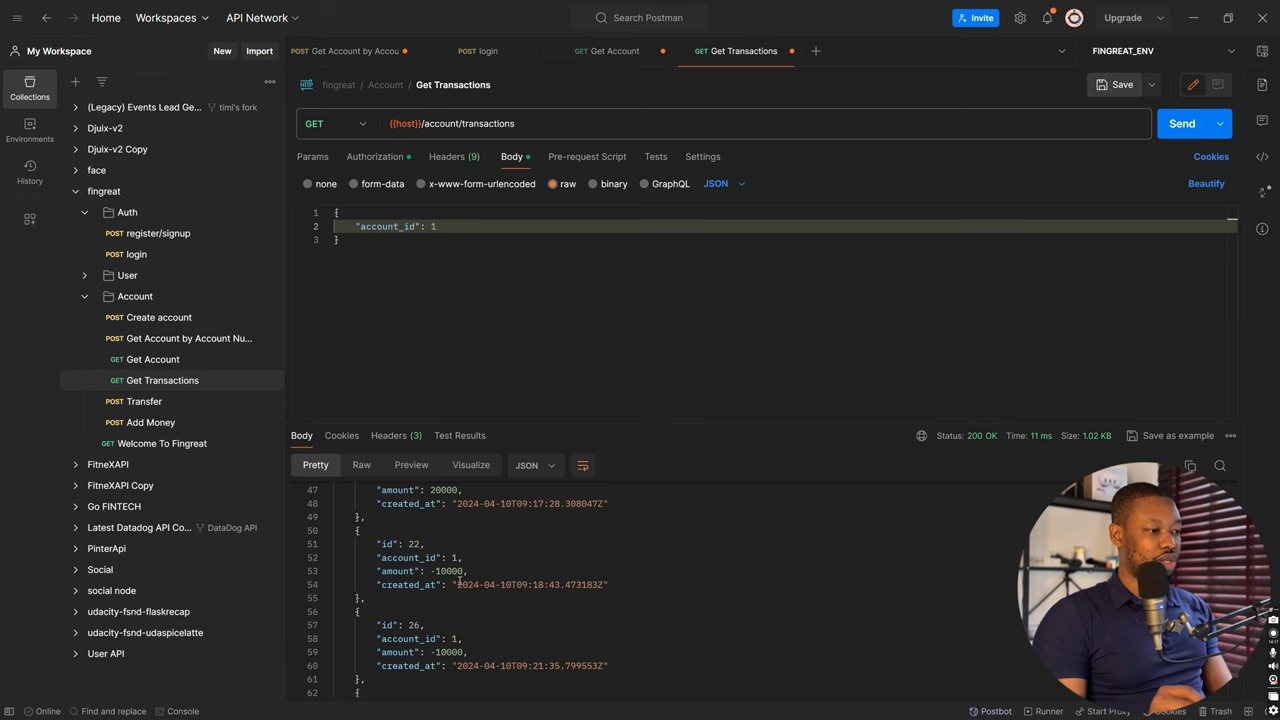 Home
Workspaces
API Network
Search Postman
Invite
Upgrade
My Workspace
New
Import
POST Get Account by Accou
POST login
GET Get Account
GET Get Transactions
FINGREAT_ENV
Collections
Environments
History
(Legacy) Events Lead Ge...
timi's fork
Djuix-v2
Djuix-v2 Copy
face
fingreat
Auth
POST register/signup
POST login
User
Account
POST Create account
POST Get Account by Account Nu...
GET Get Account
GET Get Transactions
POST Transfer
POST Add Money
GET Welcome To Fingreat
FitneXAPI
FitneXAPI Copy
Go FINTECH
Latest Datadog API Co...
DataDog API
PinterApi
Social
social node
udacity-fsnd-flaskrecap
udacity-fsnd-udaspicelatte
User API
HTTP
fingreat / Account / Get Transactions
Save
GET
{{host}}/account/transactions
Send
Params
Authorization
Headers (9)
Body
Pre-request Script
Tests
Settings
Cookies
none
form-data
x-www-form-urlencoded
raw
binary
GraphQL
JSON
Beautify
1 {
2 "account_id": 1
3 }
Body
Cookies
Headers (3)
Test Results
Status: 200 OK
Time: 11 ms
Size: 1.02 KB
Save as example
Pretty
Raw
Preview
Visualize
JSON
47 "amount": 20000,
48 "created_at": "2024-04-10T09:17:28.308047Z"
49 },
50 {
51 "id": 22,
52 "account_id": 1,
53 "amount": -10000,
54 "created_at": "2024-04-10T09:18:43.473183Z"
55 },
56 {
57 "id": 26,
58 "account_id": 1,
59 "amount": -10000,
60 "created_at": "2024-04-10T09:21:35.799553Z"
61 },
62 {
Online
Find and replace
Console
Postbot
Runner
Start Proxy
Cookies
Trash